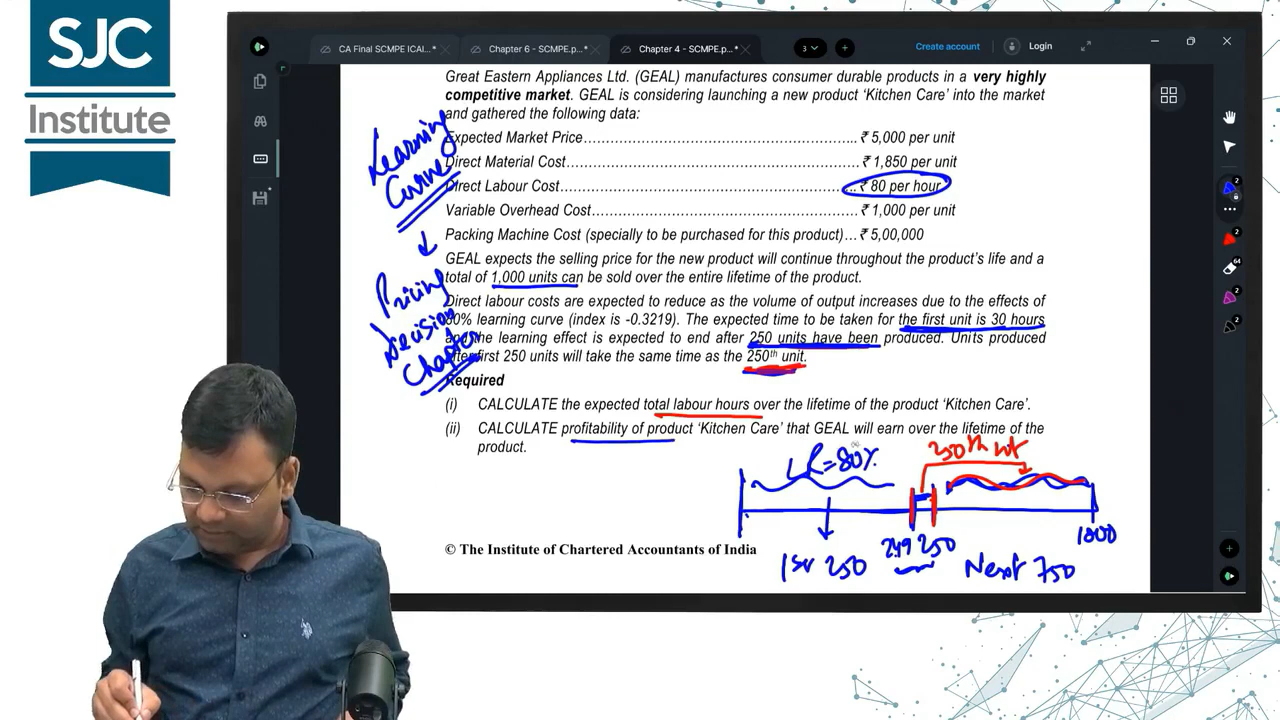 SJC
Institute
CA Final SCMPE ICAI...*
Chapter 6 - SCMPE.p...*
Chapter 4 - SCMPE.pm...*
3
Create account
Login
Great Eastern Appliances Ltd. (GEAL) manufactures consumer durable products in a very highly
competitive market. GEAL is considering launching a new product 'Kitchen Care' into the market
and gathered the following data:
Expected Market Price……………………………………………………... ₹ 5,000 per unit
Direct Material Cost……………………………………………………… ₹ 1,850 per unit
Direct Labour Cost………………………………………………………... ₹ 80 per hour
Variable Overhead Cost…………………………………………………… ₹ 1,000 per unit
Packing Machine Cost (specially to be purchased for this product)… ₹ 5,00,000
GEAL expects the selling price for the new product will continue throughout the product's life and a
total of 1,000 units can be sold over the entire lifetime of the product.
Direct labour costs are expected to reduce as the volume of output increases due to the effects of
80% learning curve (index is -0.3219). The expected time to be taken for the first unit is 30 hours
and the learning effect is expected to end after 250 units have been produced. Units produced
after first 250 units will take the same time as the 250th unit.
Required
(i) CALCULATE the expected total labour hours over the lifetime of the product 'Kitchen Care'.
(ii) CALCULATE profitability of product 'Kitchen Care' that GEAL will earn over the lifetime of the
product.
© The Institute of Chartered Accountants of India
Learning
Curve
Pricing
Decision
Chapter
LR=80%
250th unit
1st 250
249 250
Next 750
1000